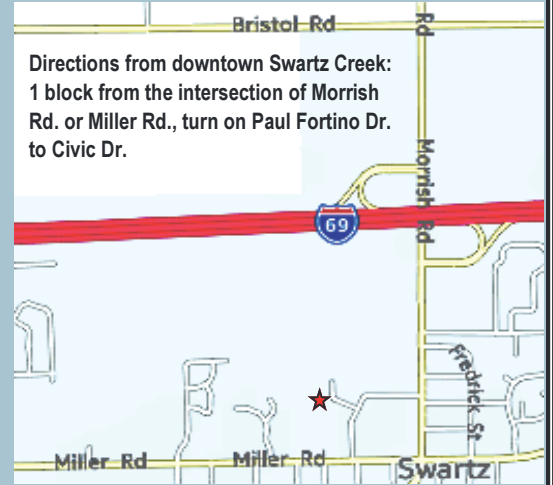 Bristol Rd
Rd
Directions from downtown Swartz Creek:
1 block from the intersection of Morrish
Rd. or Miller Rd., turn on Paul Fortino Dr.
to Civic Dr.
Morrish Rd
69
Fredrick St
Miller Rd
Miller Rd
Swartz